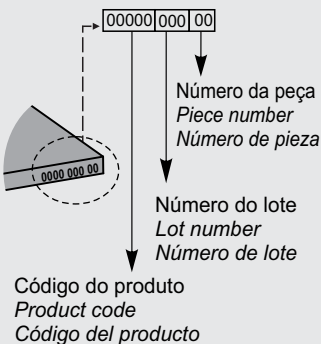 00000 000 00
Número da peça
Piece number
Número de pieza
0000 000 00
Número do lote
Lot number
Número de lote
Código do produto
Product code
Código del producto